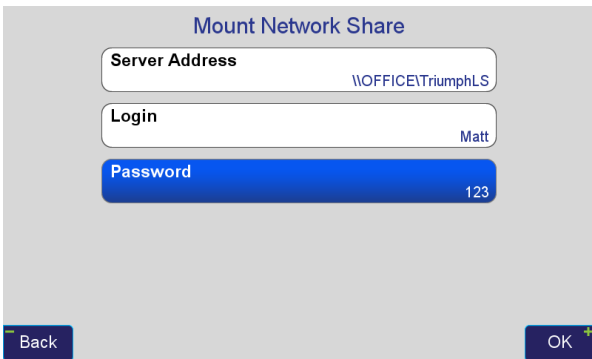 Mount Network Share
Server Address
\\OFFICE\TriumphLS
Login
Matt
Password
123
- Back
OK +